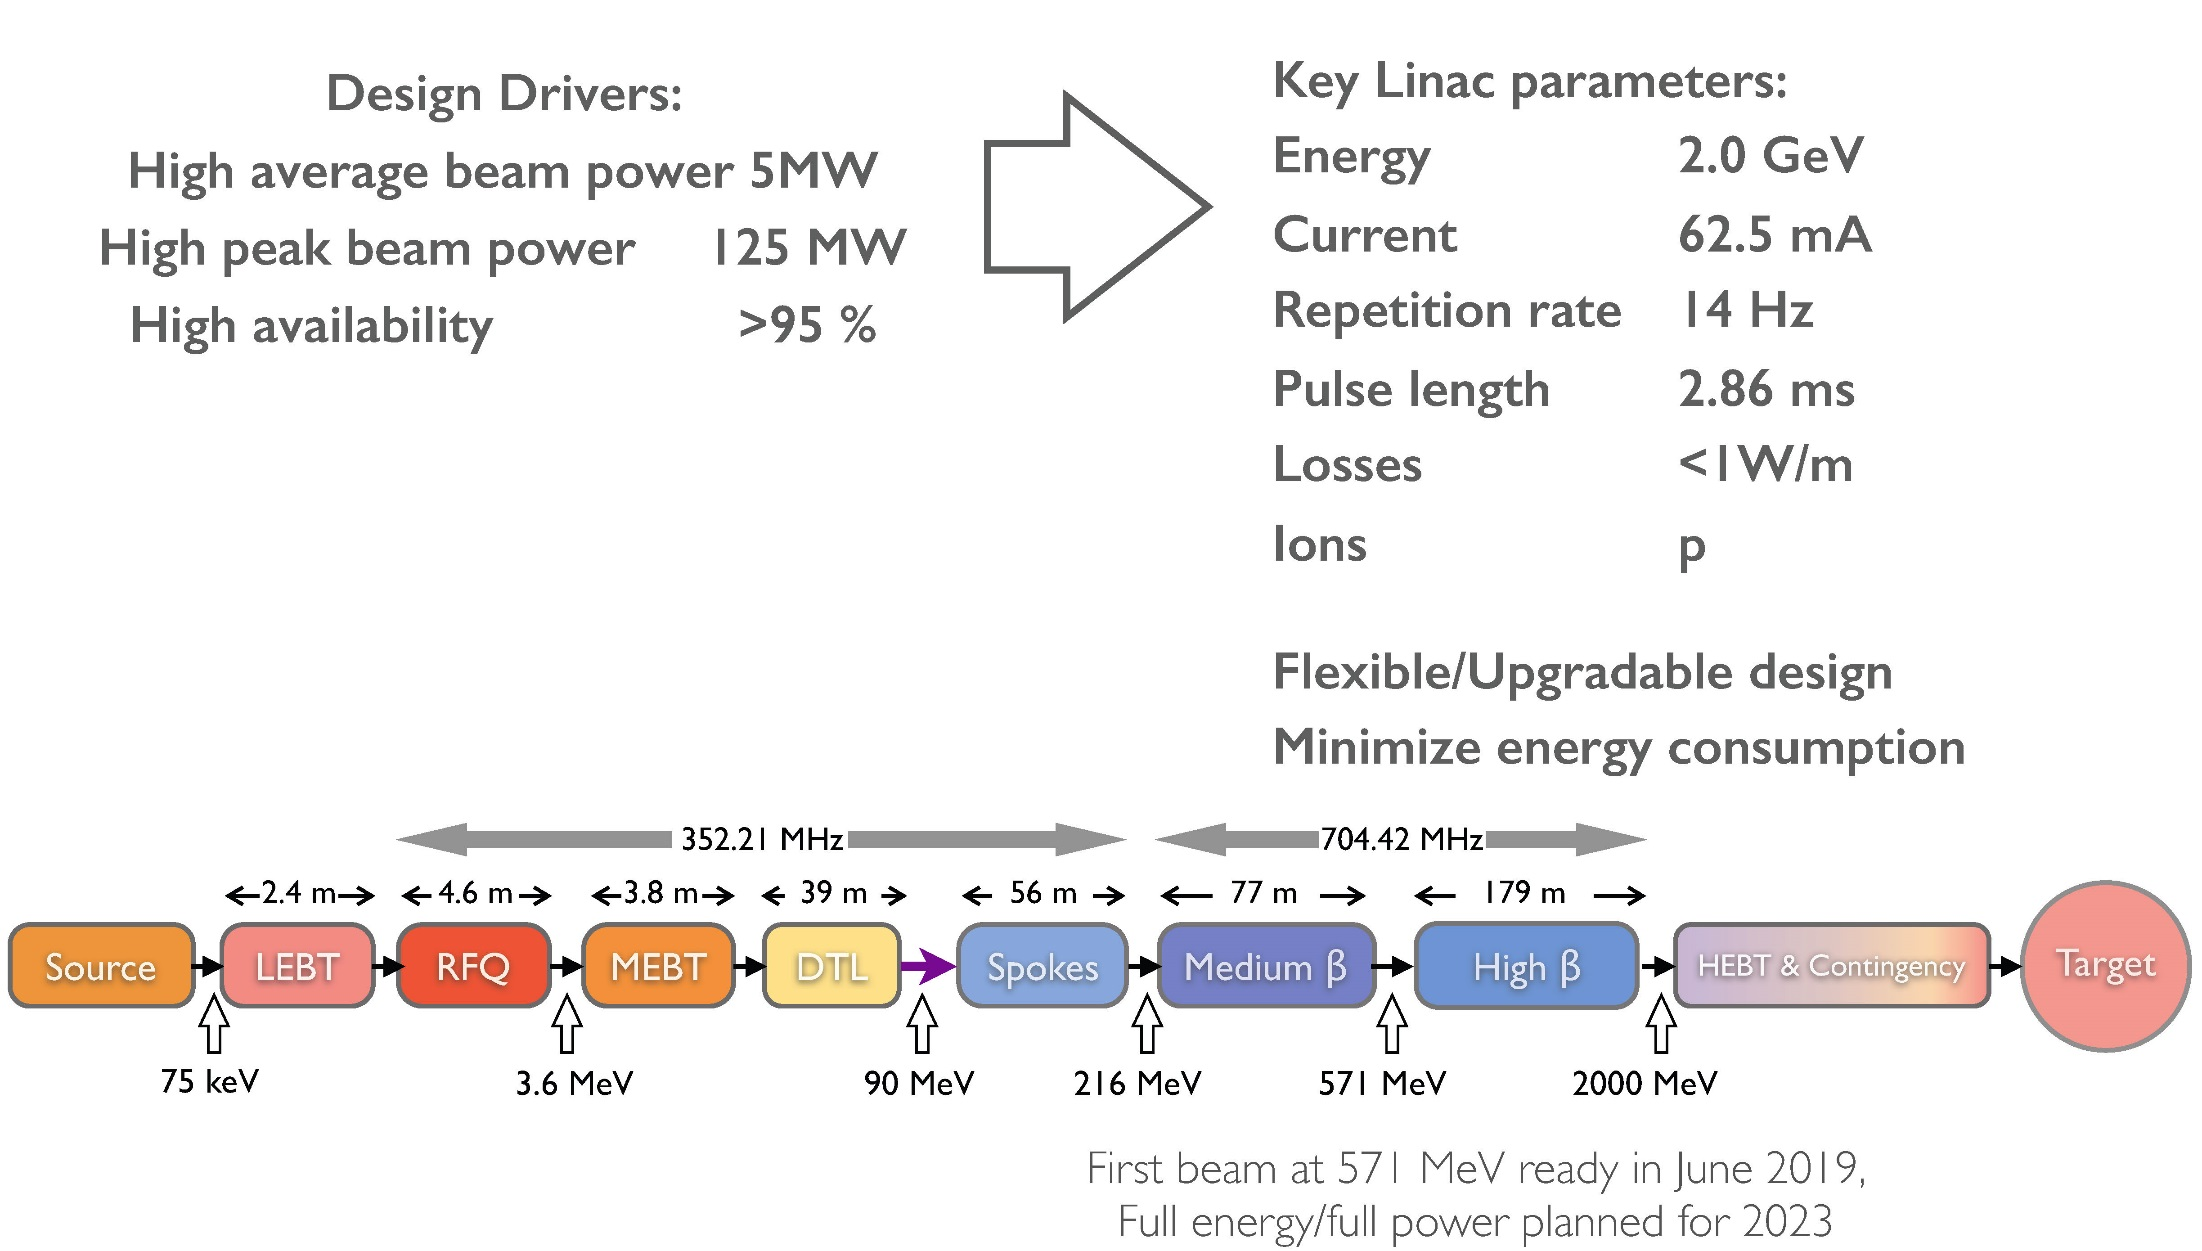 Design Drivers:
High average beam power 5MW
High peak beam power 125 MW
High availability >95 %
Key Linac parameters:
Energy 2.0 GeV
Current 62.5 mA
Repetition rate 14 Hz
Pulse length 2.86 ms
Losses <1W/m
Ions p
Flexible/Upgradable design
Minimize energy consumption
352.21 MHz 704.42 MHz
2.4 m 4.6 m 3.8 m 39 m 56 m 77 m 179 m
Source LEBT RFQ MEBT DTL Spokes Medium β High β HEBT & Contingency Target
75 keV 3.6 MeV 90 MeV 216 MeV 571 MeV 2000 MeV
First beam at 571 MeV ready in June 2019,
Full energy/full power planned for 2023